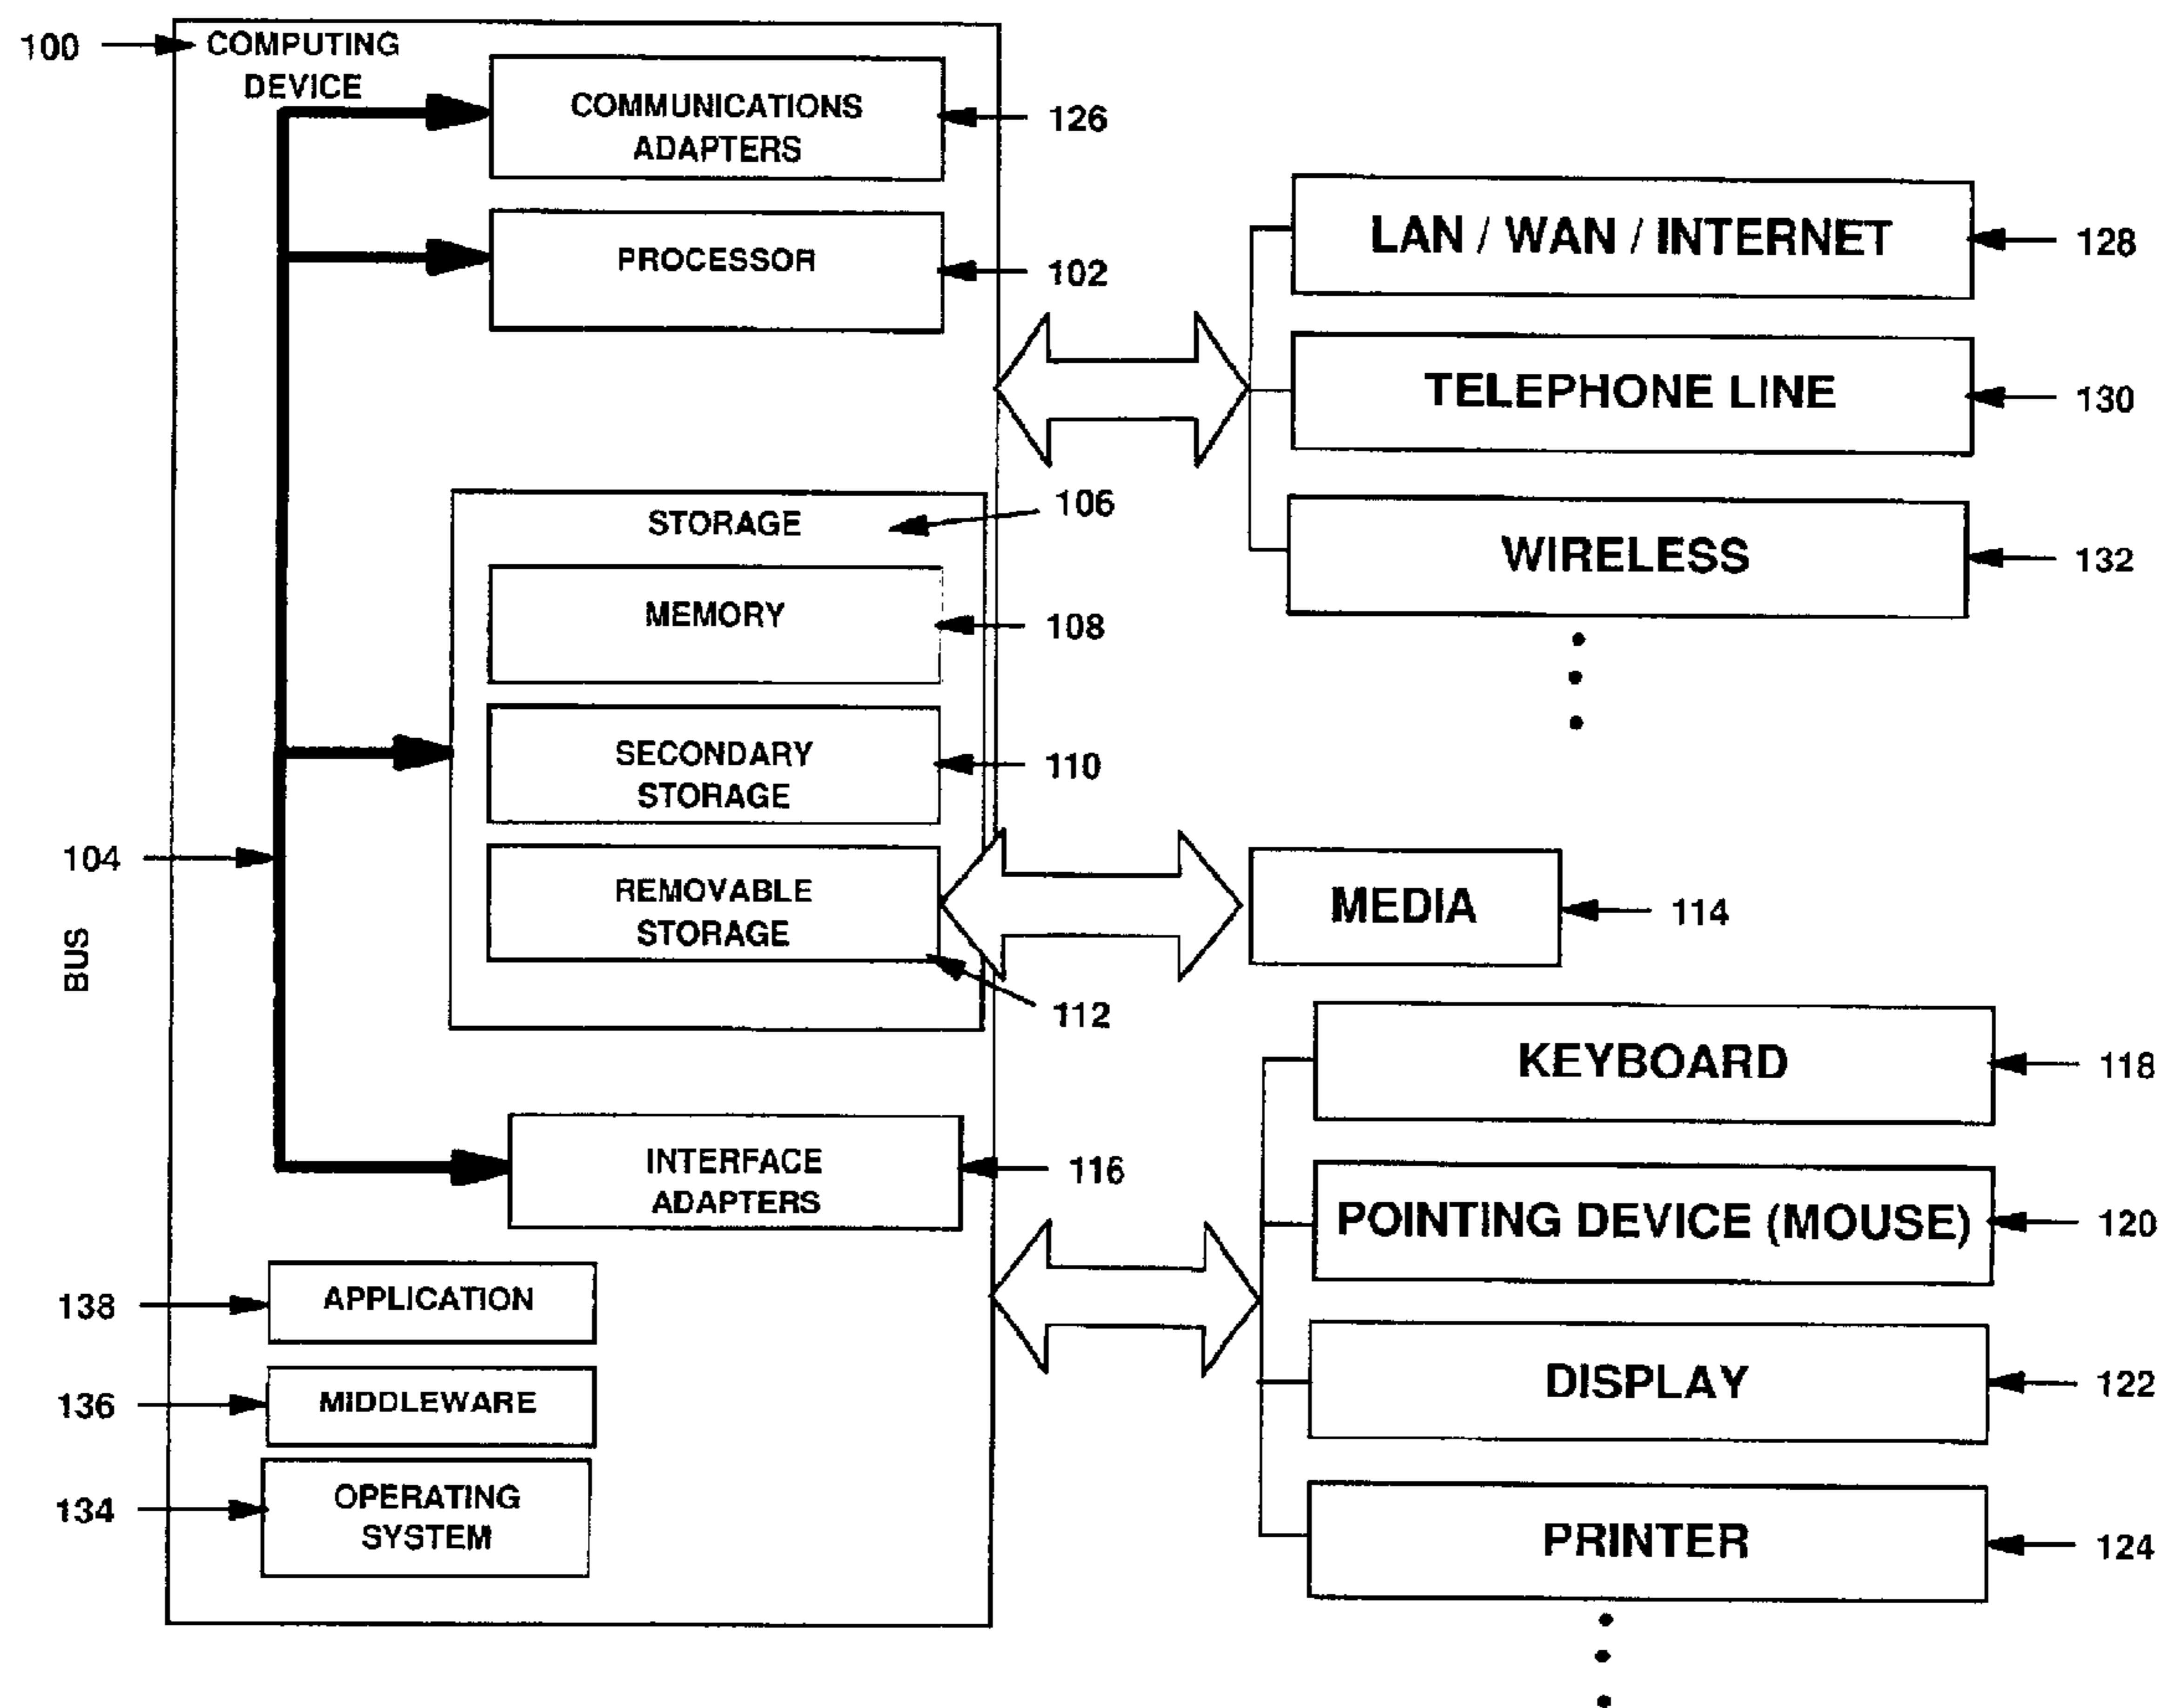 100
COMPUTING
DEVICE
COMMUNICATIONS
ADAPTERS
126
PROCESSOR
102
LAN / WAN / INTERNET
128
TELEPHONE LINE
130
WIRELESS
132
STORAGE
106
MEMORY
108
SECONDARY
STORAGE
110
104
BUS
REMOVABLE
STORAGE
112
MEDIA
114
KEYBOARD
118
INTERFACE
ADAPTERS
116
POINTING DEVICE (MOUSE)
120
138
APPLICATION
DISPLAY
122
136
MIDDLEWARE
134
OPERATING
SYSTEM
PRINTER
124